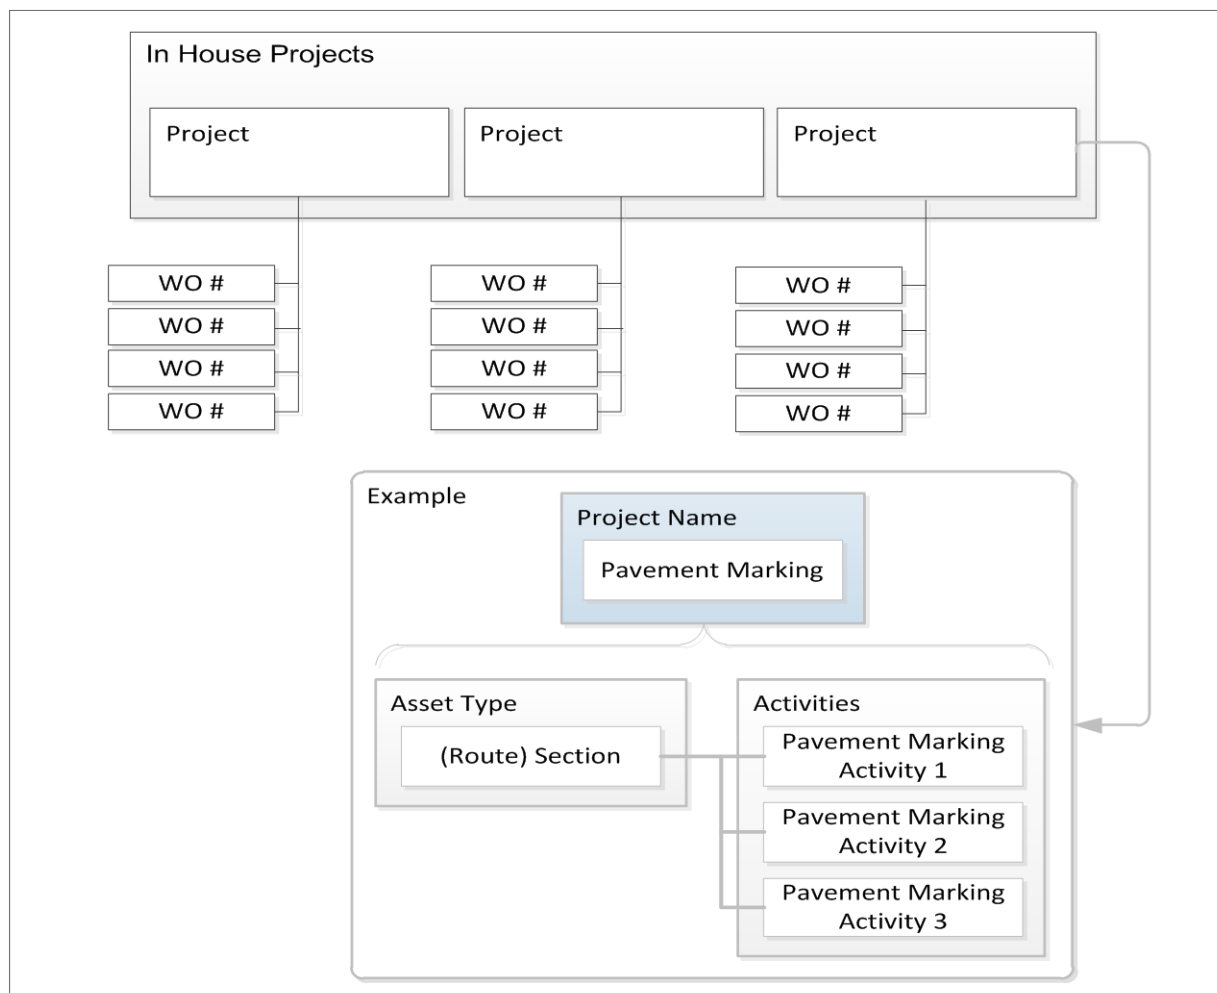 In House Projects
Project
Project
Project
WO #
WO #
WO #
WO #
WO #
WO #
WO #
WO #
WO #
WO #
WO #
WO #
Example
Project Name
Pavement Marking
Asset Type
(Route) Section
Activities
Pavement Marking
Activity 1
Pavement Marking
Activity 2
Pavement Marking
Activity 3